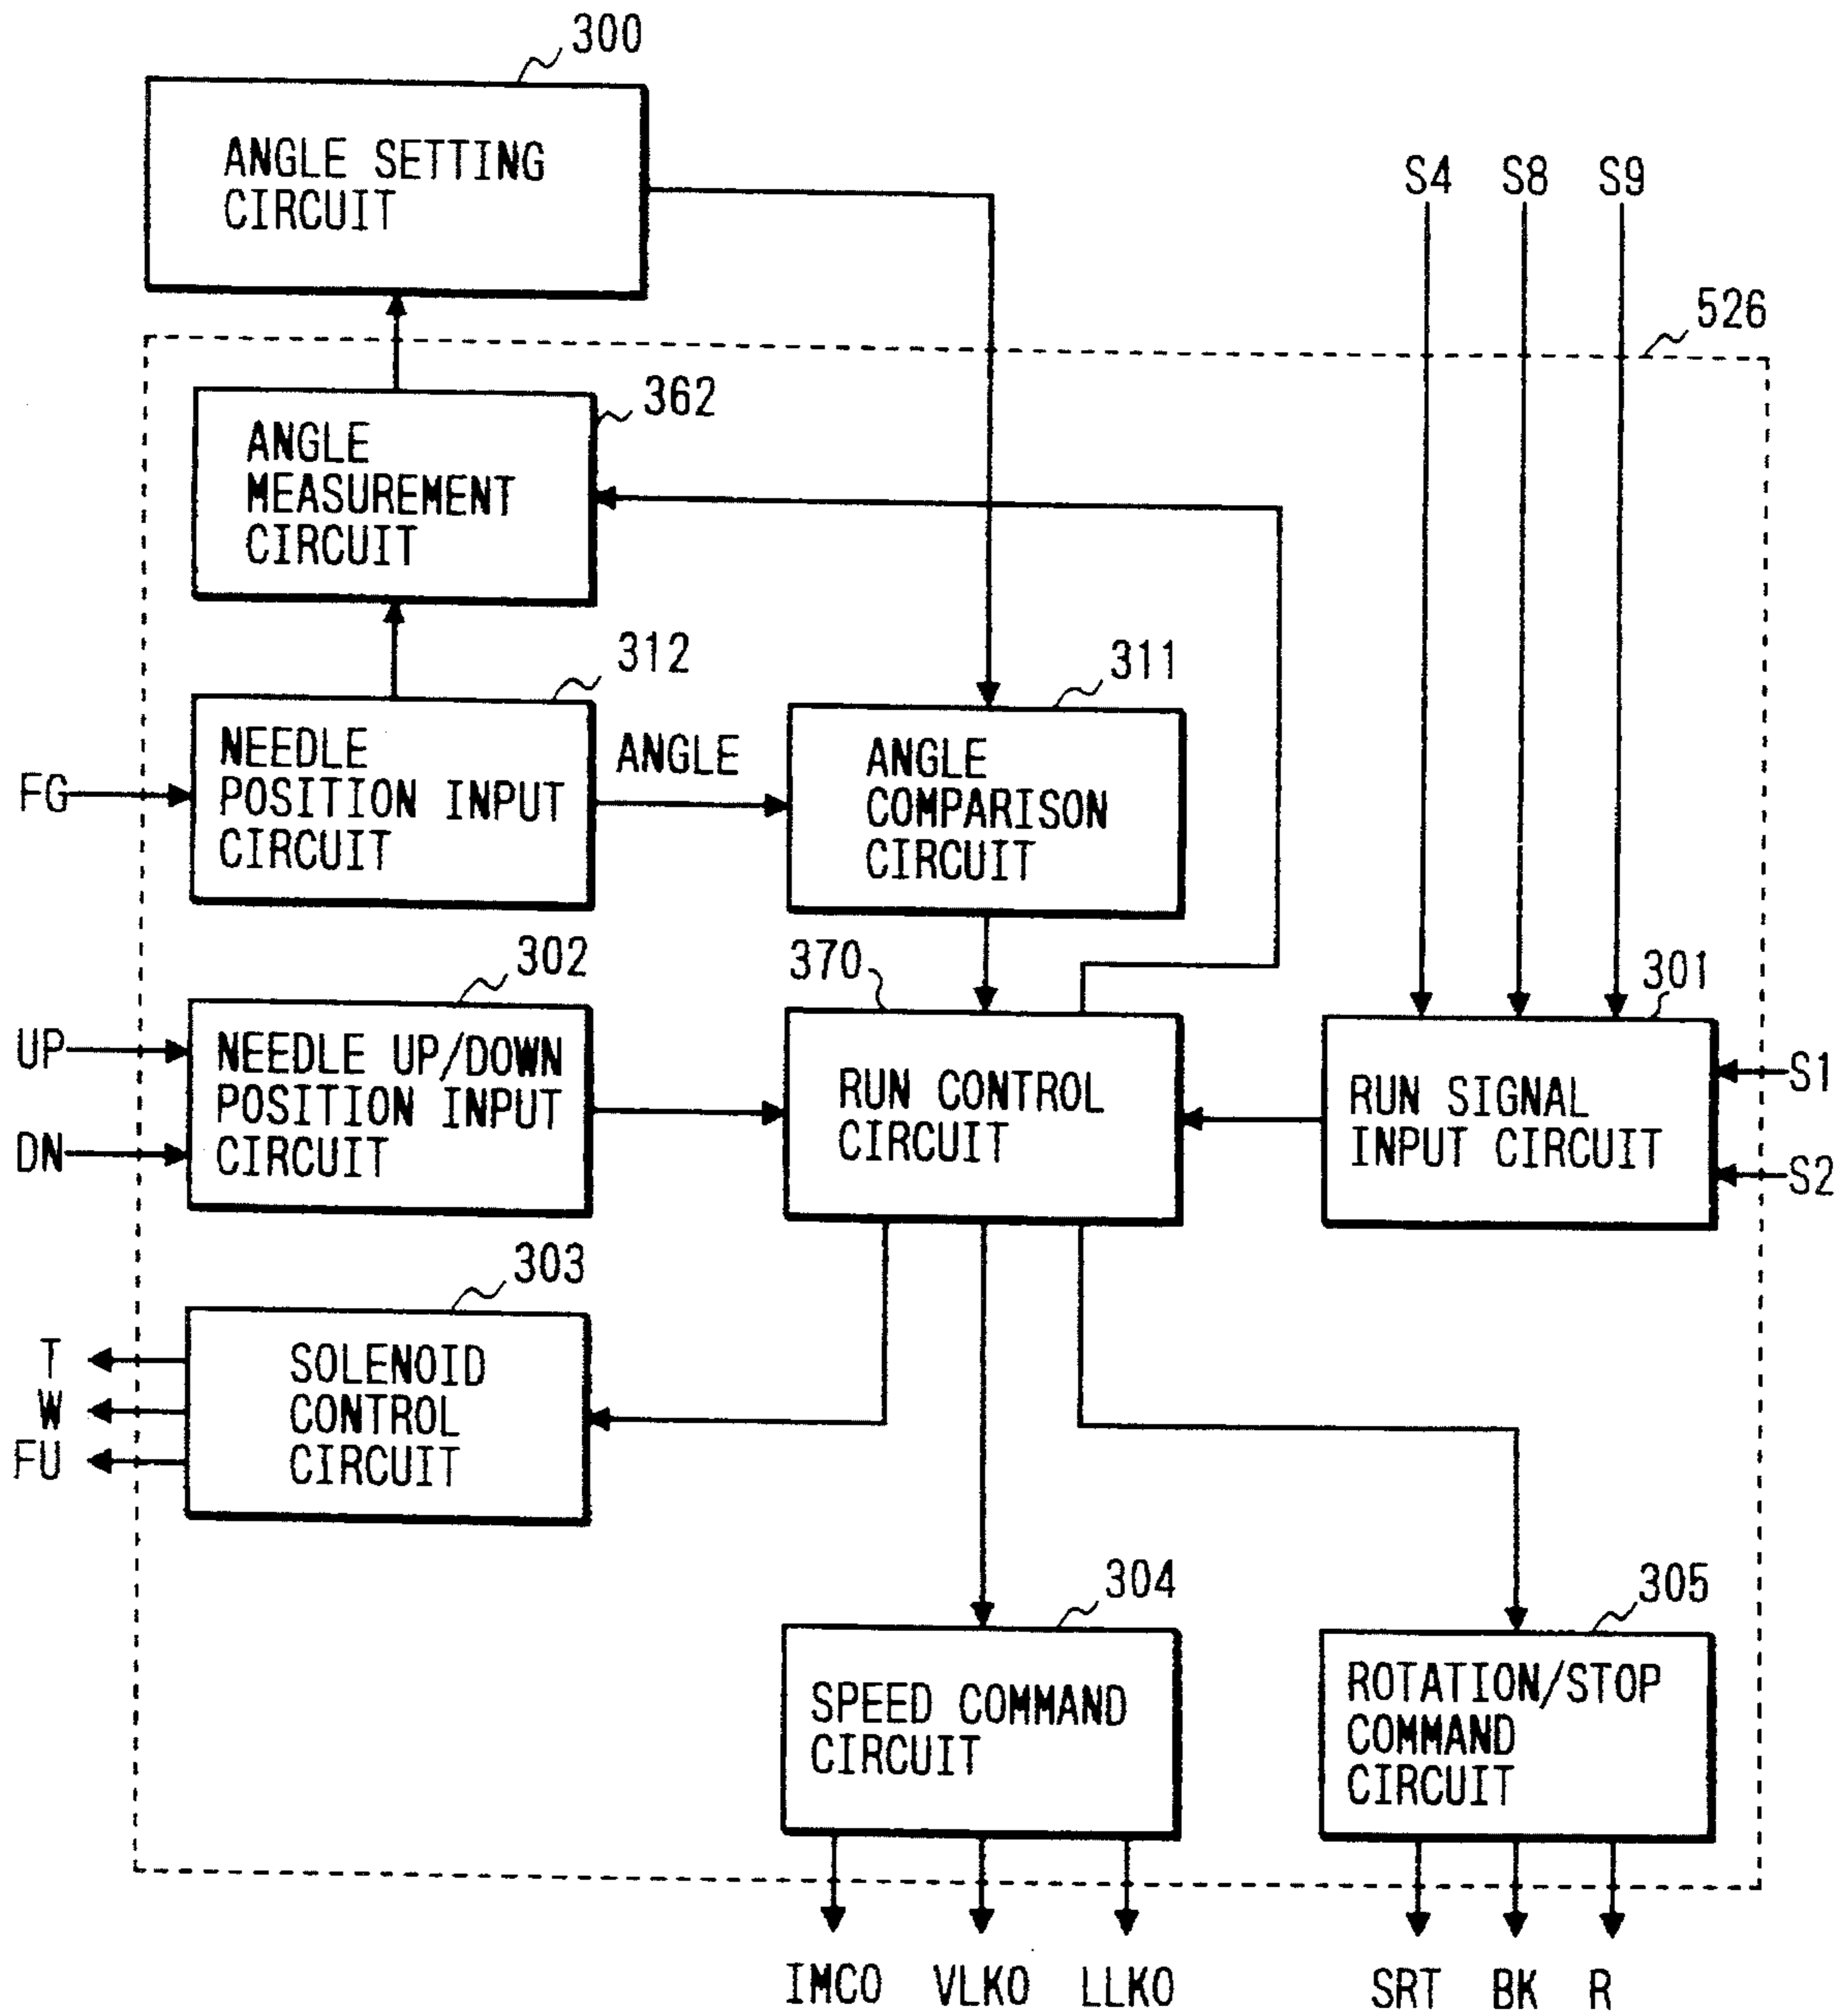 300
ANGLE SETTING
CIRCUIT
S4 S8 S9
526
362
ANGLE
MEASUREMENT
CIRCUIT
312
311
FG
NEEDLE
POSITION INPUT
CIRCUIT
ANGLE
ANGLE
COMPARISON
CIRCUIT
302
370
301
UP
DN
NEEDLE UP/DOWN
POSITION INPUT
CIRCUIT
RUN CONTROL
CIRCUIT
RUN SIGNAL
INPUT CIRCUIT
S1
S2
303
T
W
FU
SOLENOID
CONTROL
CIRCUIT
304
305
SPEED COMMAND
CIRCUIT
ROTATION/STOP
COMMAND
CIRCUIT
IMCO VLKO LLKO SRT BK R